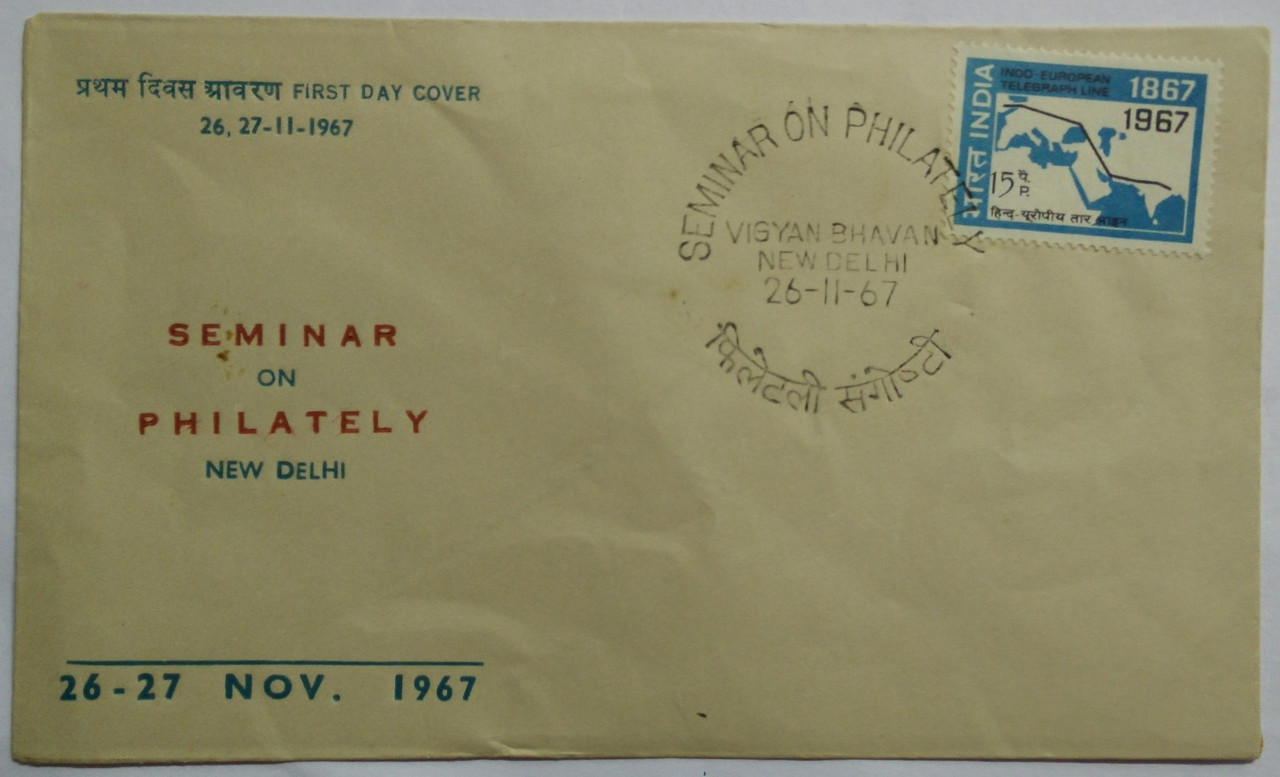 प्रथम दिवस आवरण FIRST DAY COVER
26, 27-11-1967
भारत INDIA
INDO-EUROPEAN
TELEGRAPH LINE
1867
1967
15 पै.
P.
हिन्द-यूरोपीय तार लाइन
SEMINAR ON PHILATELY
VIGYAN BHAVAN
NEW DELHI
26-11-67
फिलेटली संगोष्टी
SEMINAR
ON
PHILATELY
NEW DELHI
26-27 NOV. 1967